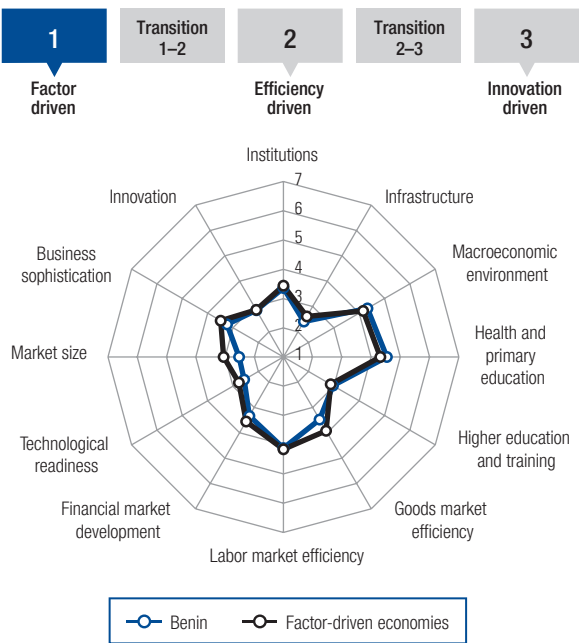 1
Transition
1–2
2
Transition
2–3
3
Factor
driven
Efficiency
driven
Innovation
driven
Institutions
7
6
5
4
3
2
1
Infrastructure
Macroeconomic
environment
Health and
primary
education
Higher education
and training
Goods market
efficiency
Labor market efficiency
Financial market
development
Technological
readiness
Market size
Business
sophistication
Innovation
Benin
Factor-driven economies